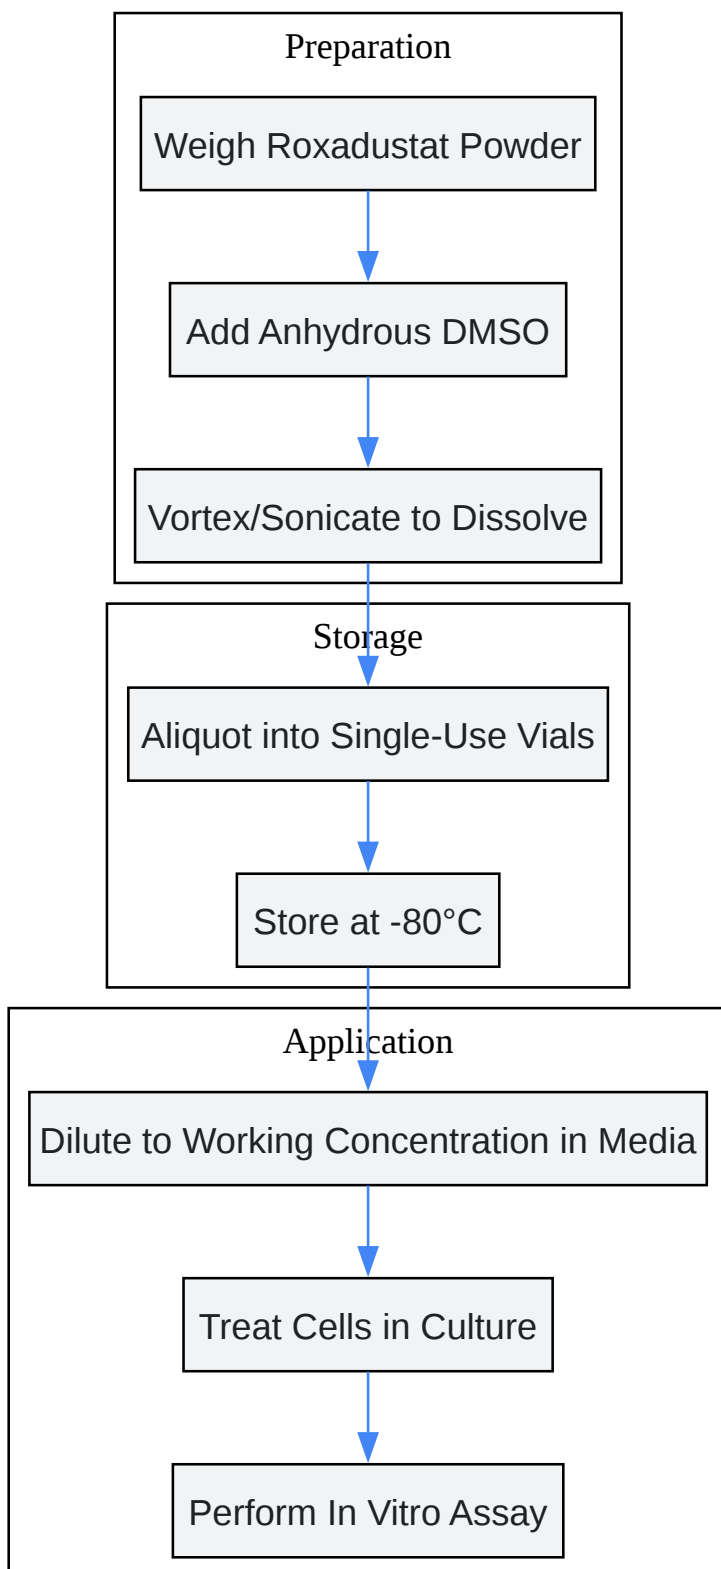 Preparation
Weigh Roxadustat Powder
Add Anhydrous DMSO
Vortex/Sonicate to Dissolve
Storage
Aliquot into Single-Use Vials
Store at -80°C
Application
Dilute to Working Concentration in Media
Treat Cells in Culture
Perform In Vitro Assay